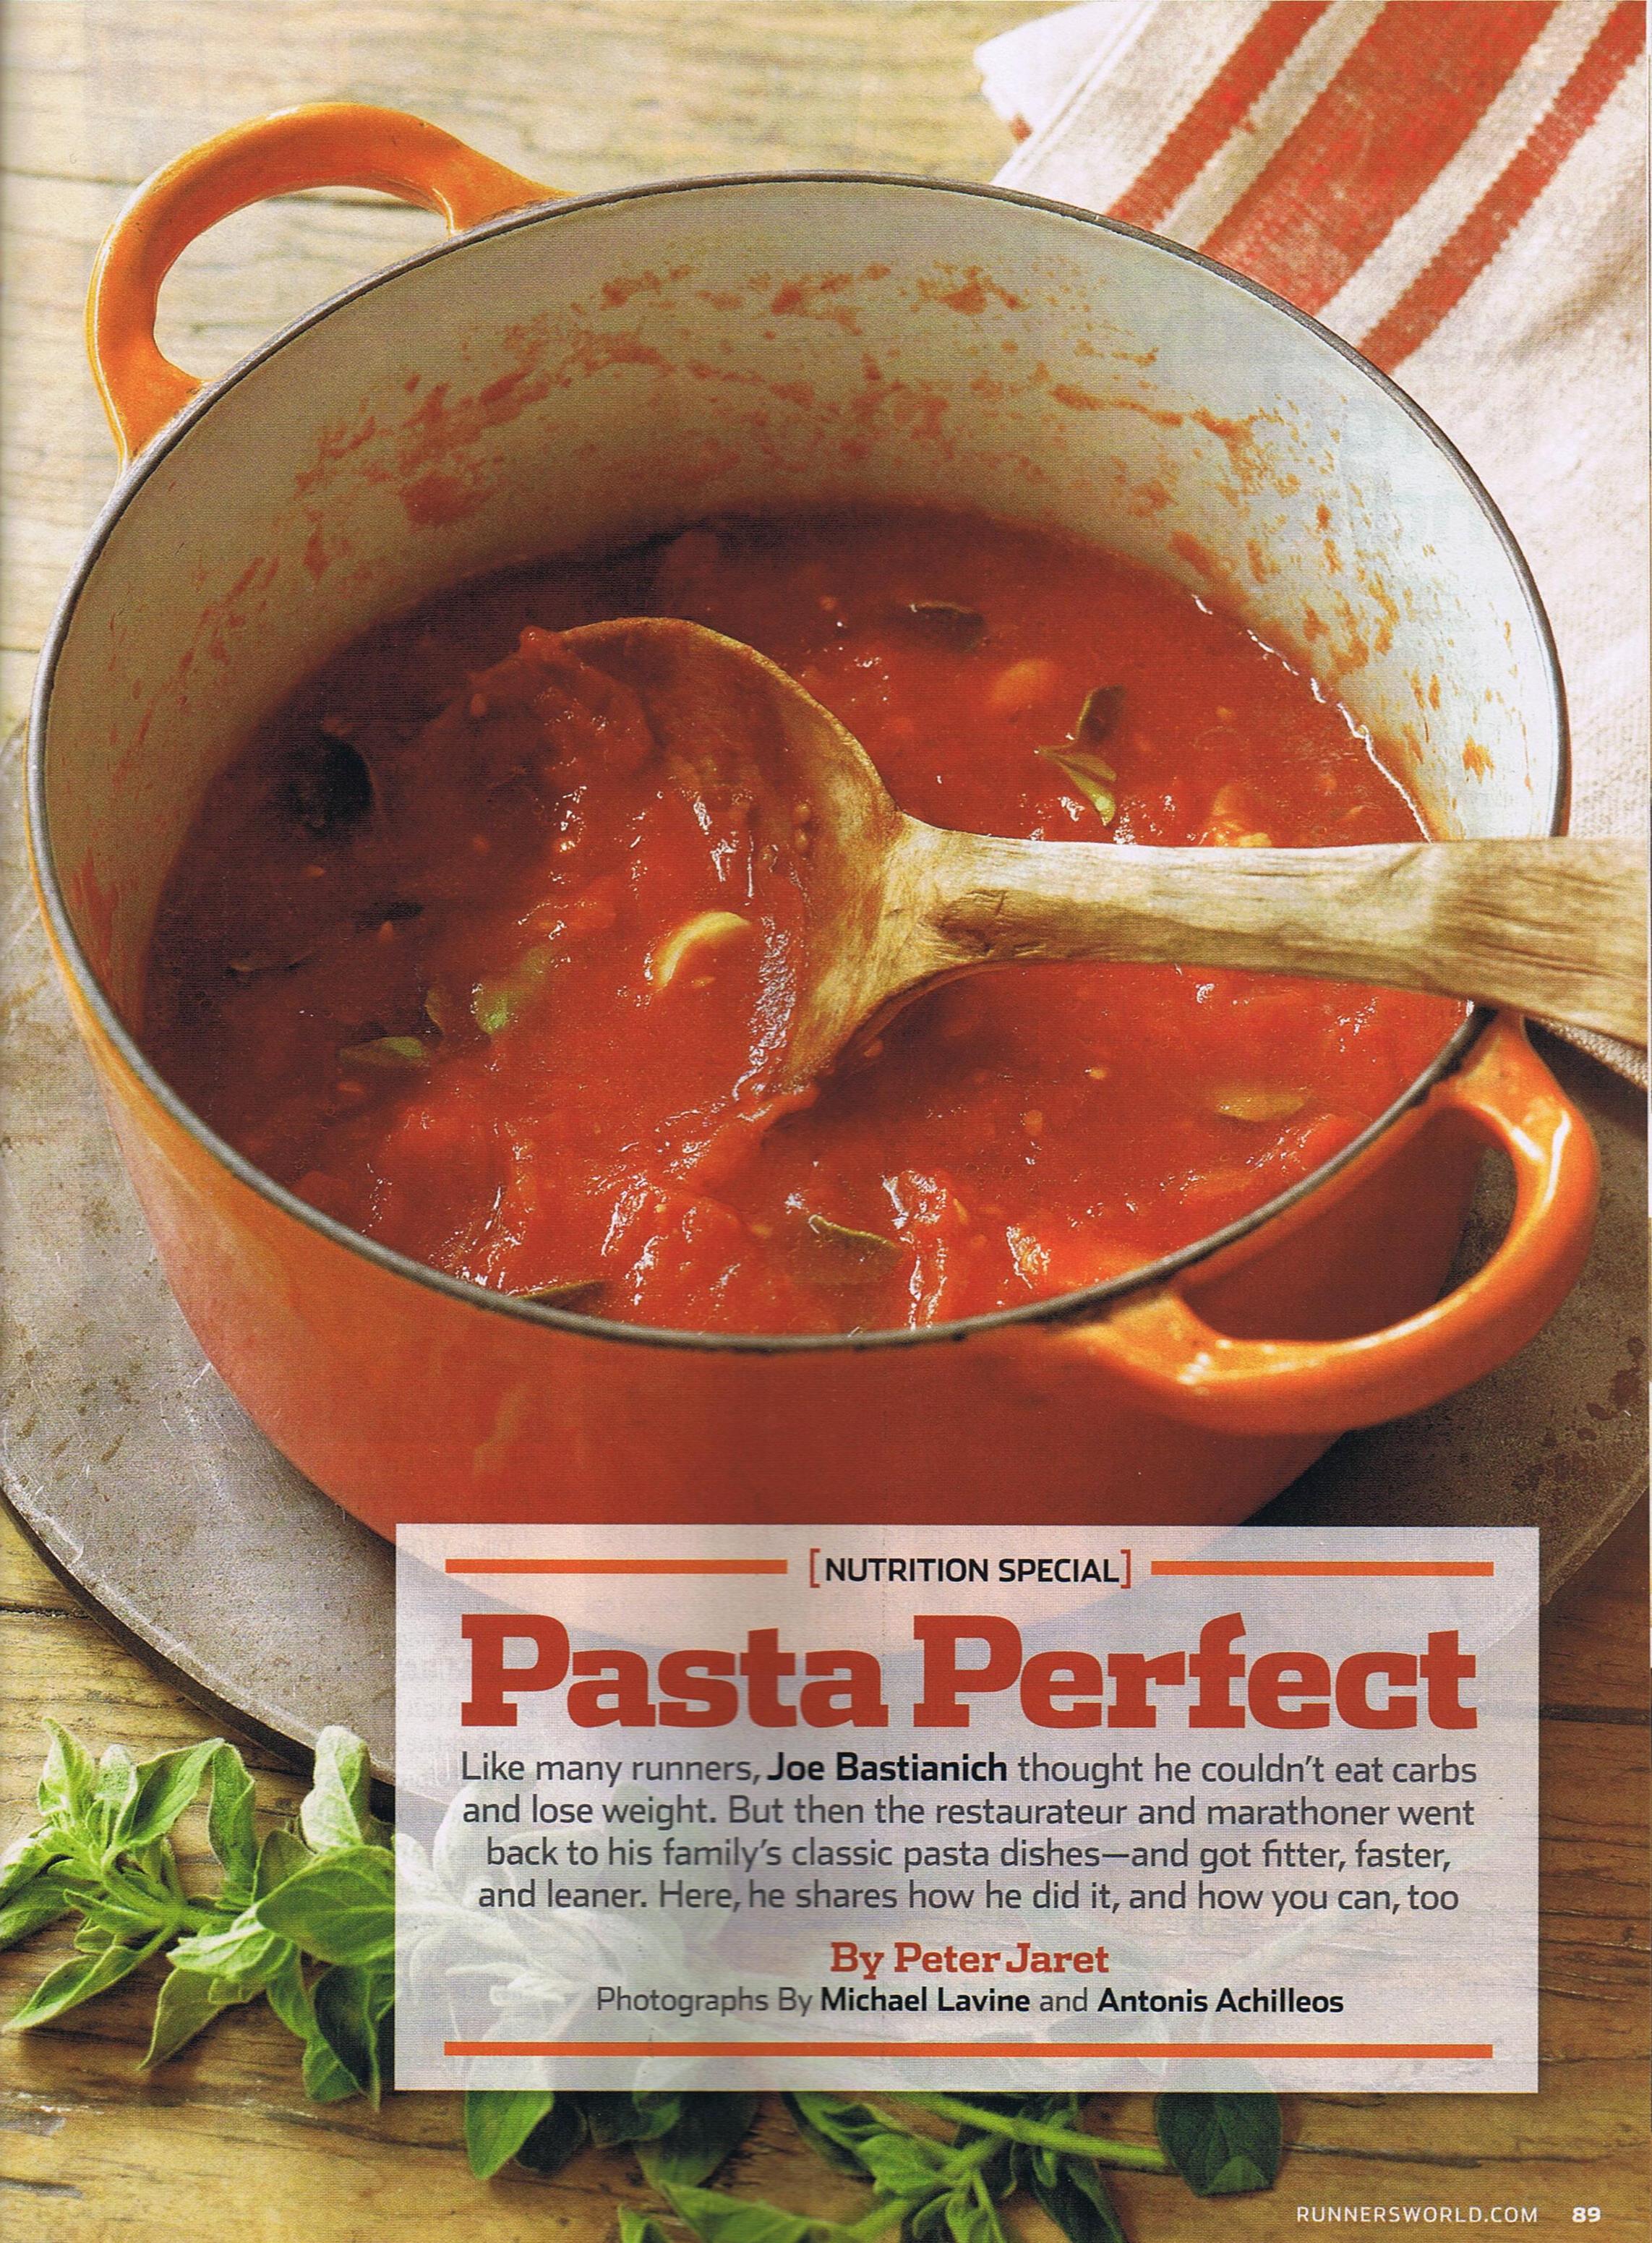 [NUTRITION SPECIAL]
Pasta Perfect
Like many runners, Joe Bastianich thought he couldn't eat carbs
and lose weight. But then the restaurateur and marathoner went
back to his family's classic pasta dishes—and got fitter, faster,
and leaner. Here, he shares how he did it, and how you can, too
By Peter Jaret
Photographs By Michael Lavine and Antonis Achilleos
RUNNERSWORLD.COM 89